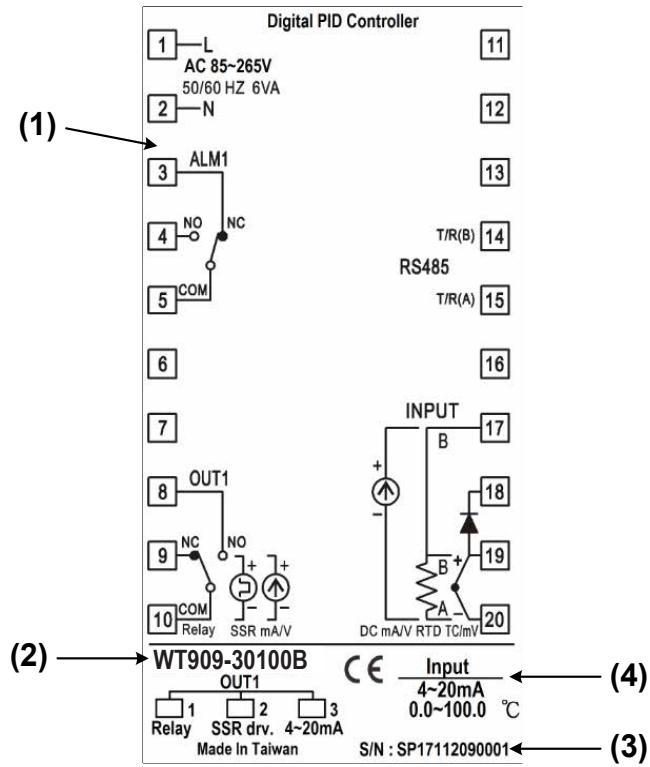 Digital PID Controller
1 L 11
AC 85~265V
50/60 HZ 6VA
2 N 12
(1)
3 ALM1 13
4 NO NC T/R(B) 14
RS485
5 COM T/R(A) 15
6 16
7 INPUT 17
B
+
8 OUT1 18
−
9 NC NO + + B + 19
− − A −
10 COM 20
Relay SSR mA/V DC mA/V RTD TC/mV
(2) WT909-30100B CE Input (4)
OUT1 4~20mA
1 2 3 0.0~100.0 ℃
Relay SSR drv. 4~20mA
Made In Taiwan S/N : SP17112090001 (3)